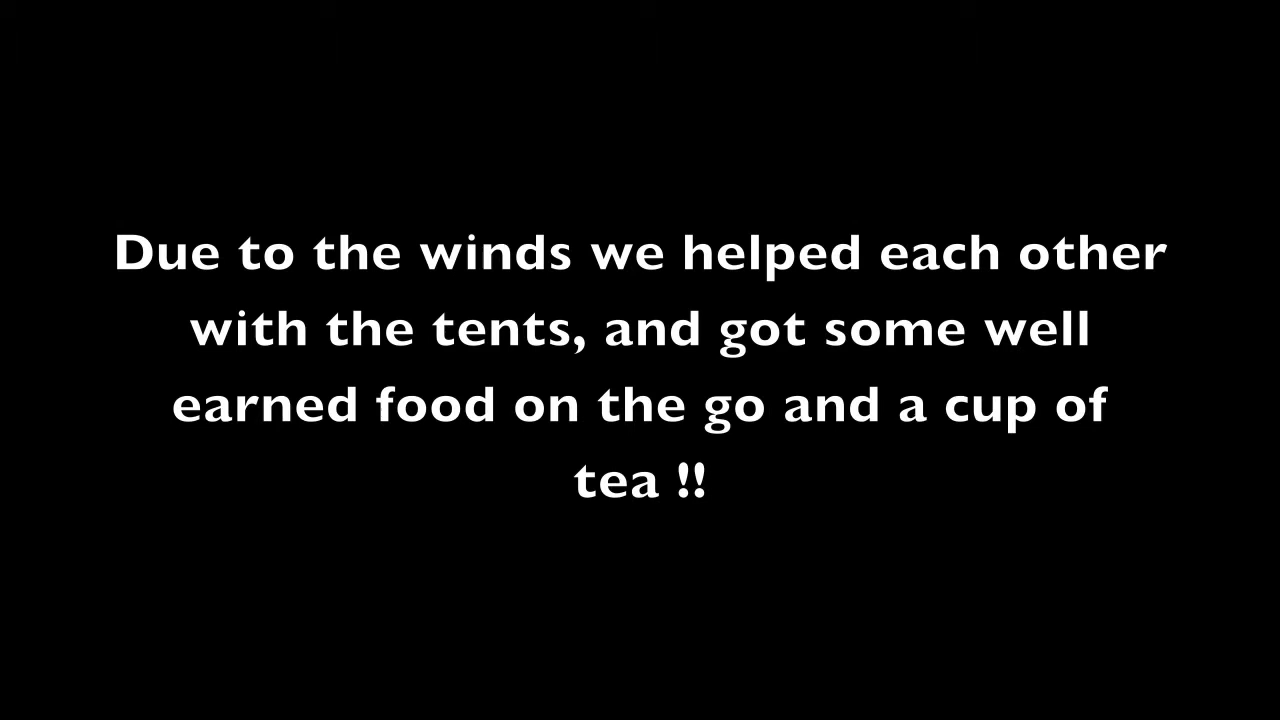 Due to the winds we helped each other
with the tents, and got some well
earned food on the go and a cup of
tea !!